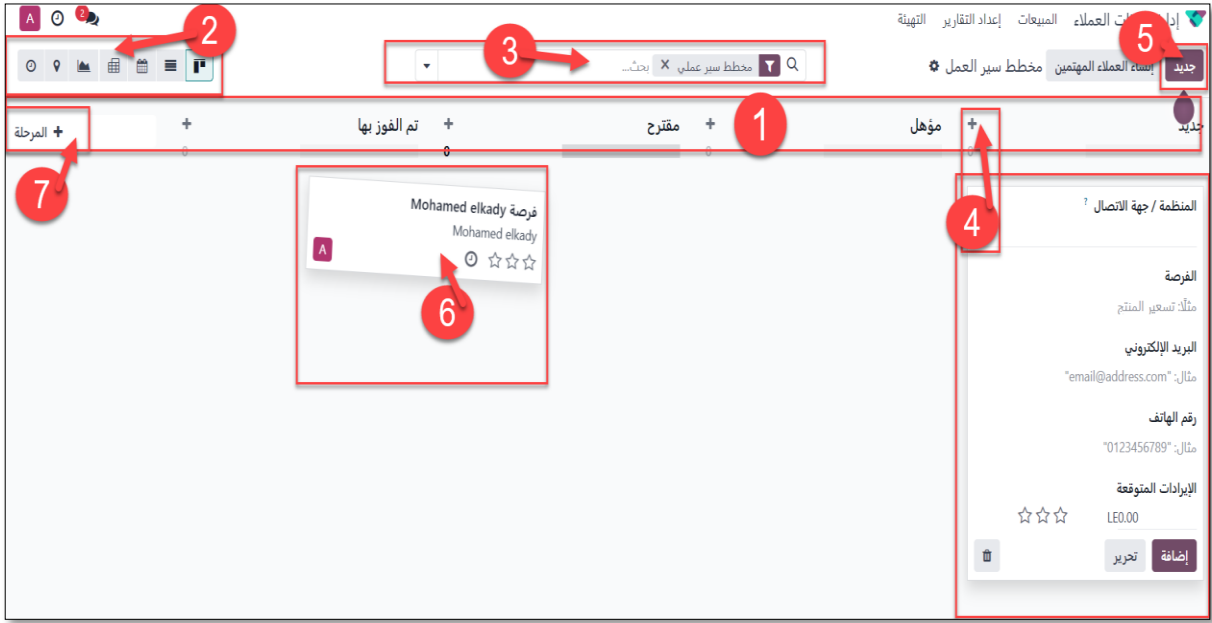 العملاء المبيعات إعداد التقارير التهيئة
2
A
جديد إنشاء العملاء المهتمين مخطط سير العمل
مخطط سير عملي X بحث...
1
2
3
4
5
6
7
جديد +
مؤهل +
مقترح +
تم الفوز بها +
+ المرحلة
0
0
0
0
المنظمة / جهة الاتصال ?
الفرصة
مثلًا: تسعير المنتج
البريد الإلكتروني
مثال: "email@address.com"
رقم الهاتف
مثال: "0123456789"
الإيرادات المتوقعة
LE0.00
إضافة تحرير
فرصة Mohamed elkady
Mohamed elkady
A